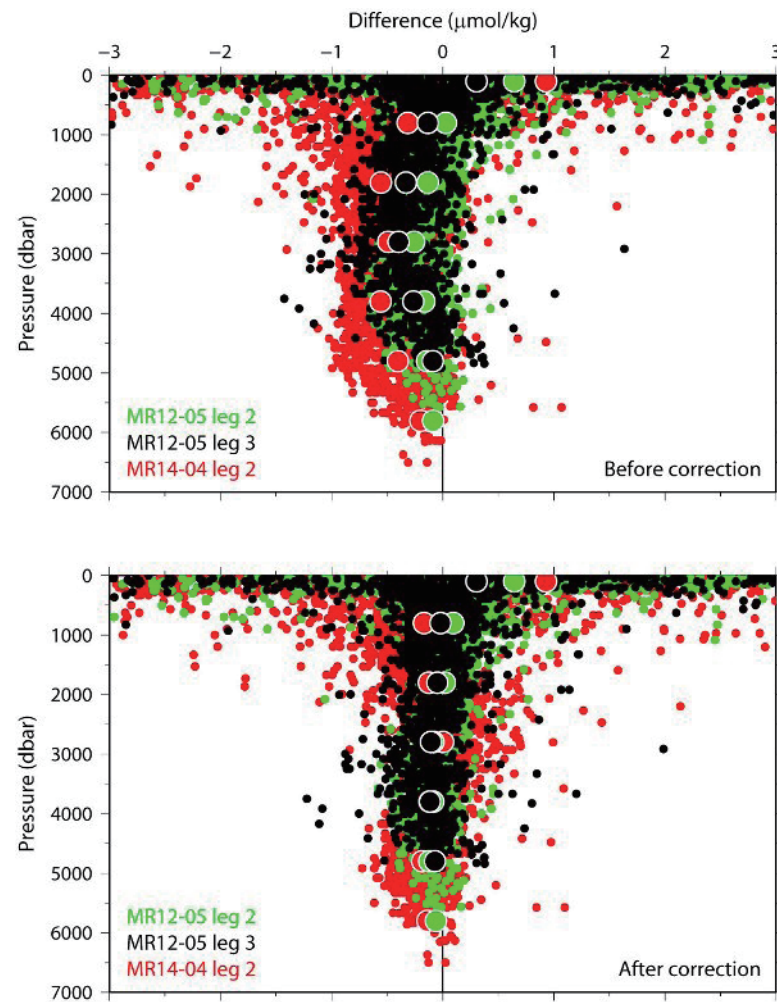 Difference (μmol/kg)
−3 −2 −1 0 1 2 3
0
1000
2000
3000
4000
5000
6000
7000
Pressure (dbar)
MR12-05 leg 2
MR12-05 leg 3
MR14-04 leg 2
Before correction
0
1000
2000
3000
4000
5000
6000
7000
Pressure (dbar)
MR12-05 leg 2
MR12-05 leg 3
MR14-04 leg 2
After correction